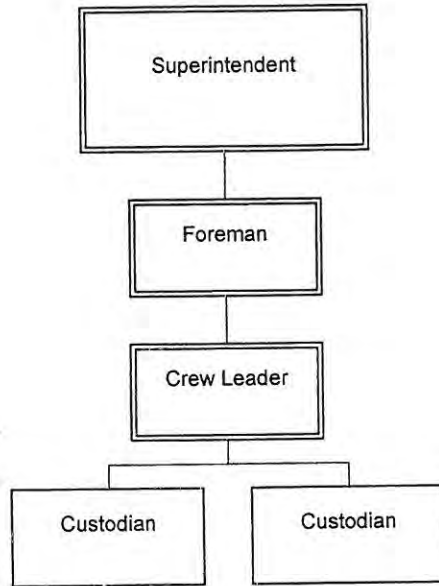 Superintendent
Foreman
Crew Leader
Custodian
Custodian